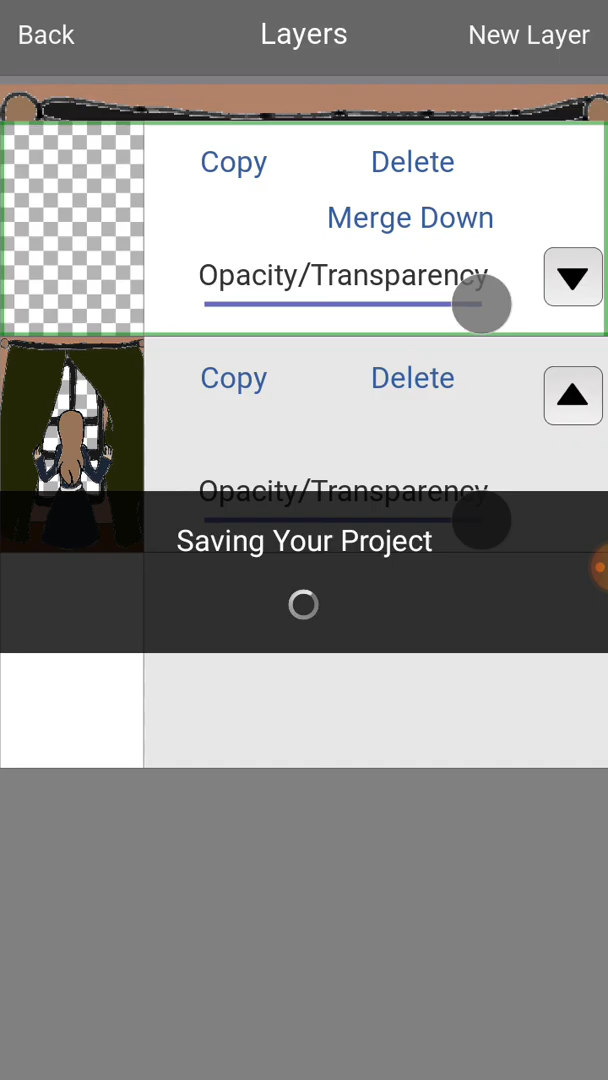 Back Layers New Layer
Copy Delete
Merge Down
Opacity/Transparency
Copy Delete
Opacity/Transparency
Saving Your Project